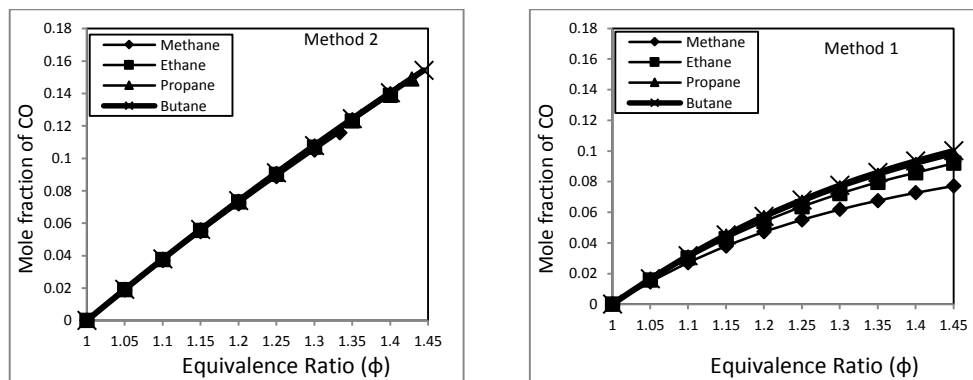 Method 2
Methane
Ethane
Propane
Butane
Mole fraction of CO
0.18
0.16
0.14
0.12
0.1
0.08
0.06
0.04
0.02
0
1 1.05 1.1 1.15 1.2 1.25 1.3 1.35 1.4 1.45
Equivalence Ratio (ϕ)
Method 1
Methane
Ethane
Propane
Butane
Mole fraction of CO
0.18
0.16
0.14
0.12
0.1
0.08
0.06
0.04
0.02
0
1 1.05 1.1 1.15 1.2 1.25 1.3 1.35 1.4 1.45
Equivalence Ratio (ϕ)